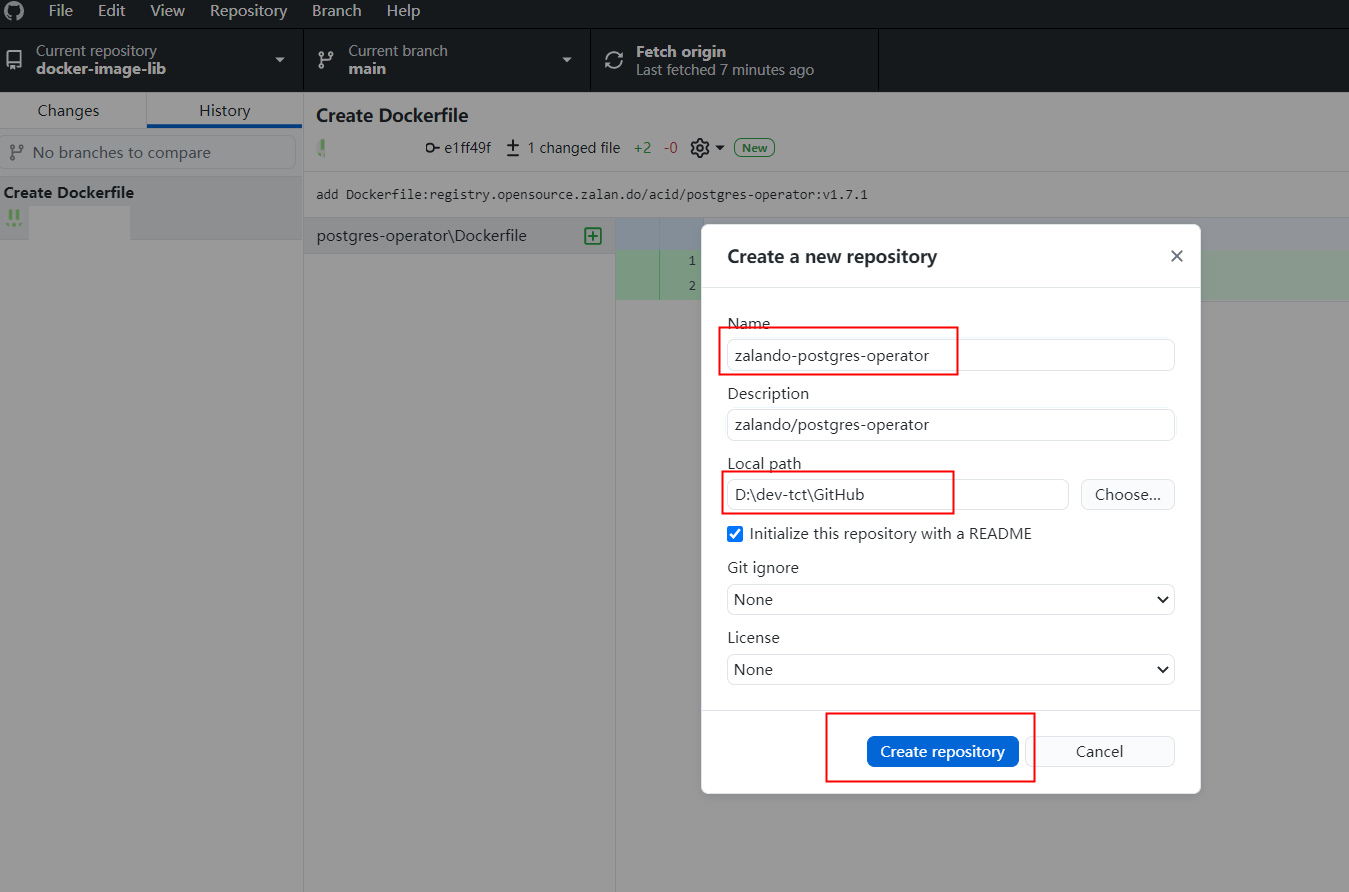 File Edit View Repository Branch Help
Current repository
docker-image-lib
Current branch
main
Fetch origin
Last fetched 7 minutes ago
Changes
History
No branches to compare
Create Dockerfile
Create Dockerfile
e1ff49f 1 changed file +2 -0 New
add Dockerfile:registry.opensource.zalan.do/acid/postgres-operator:v1.7.1
postgres-operator\Dockerfile
1
2
Create a new repository
Name
zalando-postgres-operator
Description
zalando/postgres-operator
Local path
D:\dev-tct\GitHub
Choose...
Initialize this repository with a README
Git ignore
None
License
None
Create repository
Cancel